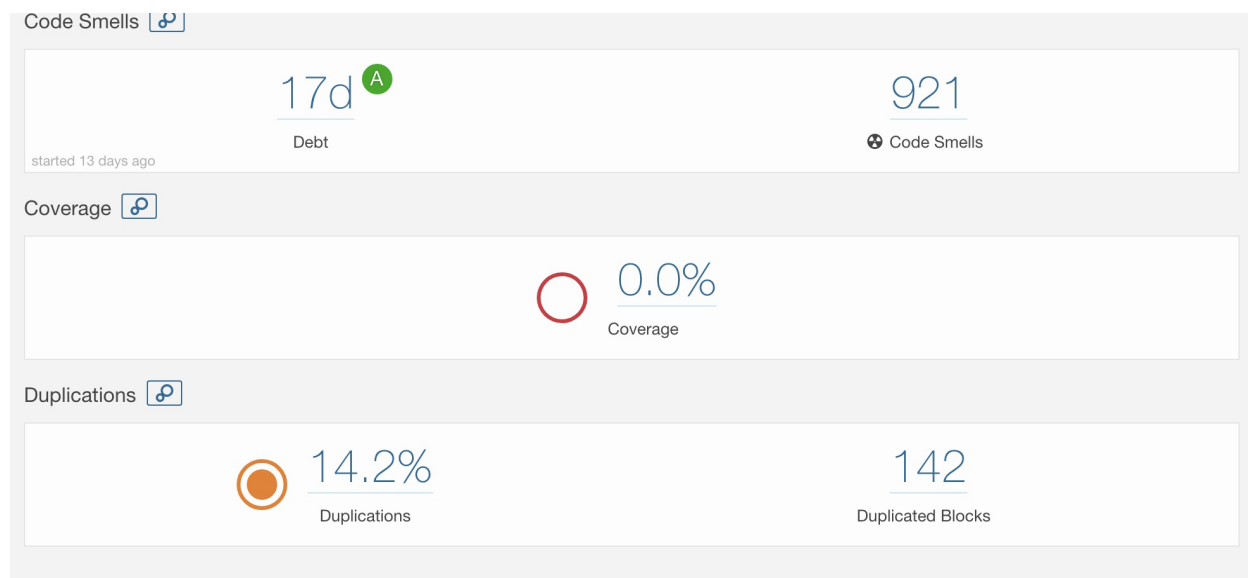 Code Smells
17d A
Debt
started 13 days ago
921
Code Smells
Coverage
0.0%
Coverage
Duplications
14.2%
Duplications
142
Duplicated Blocks